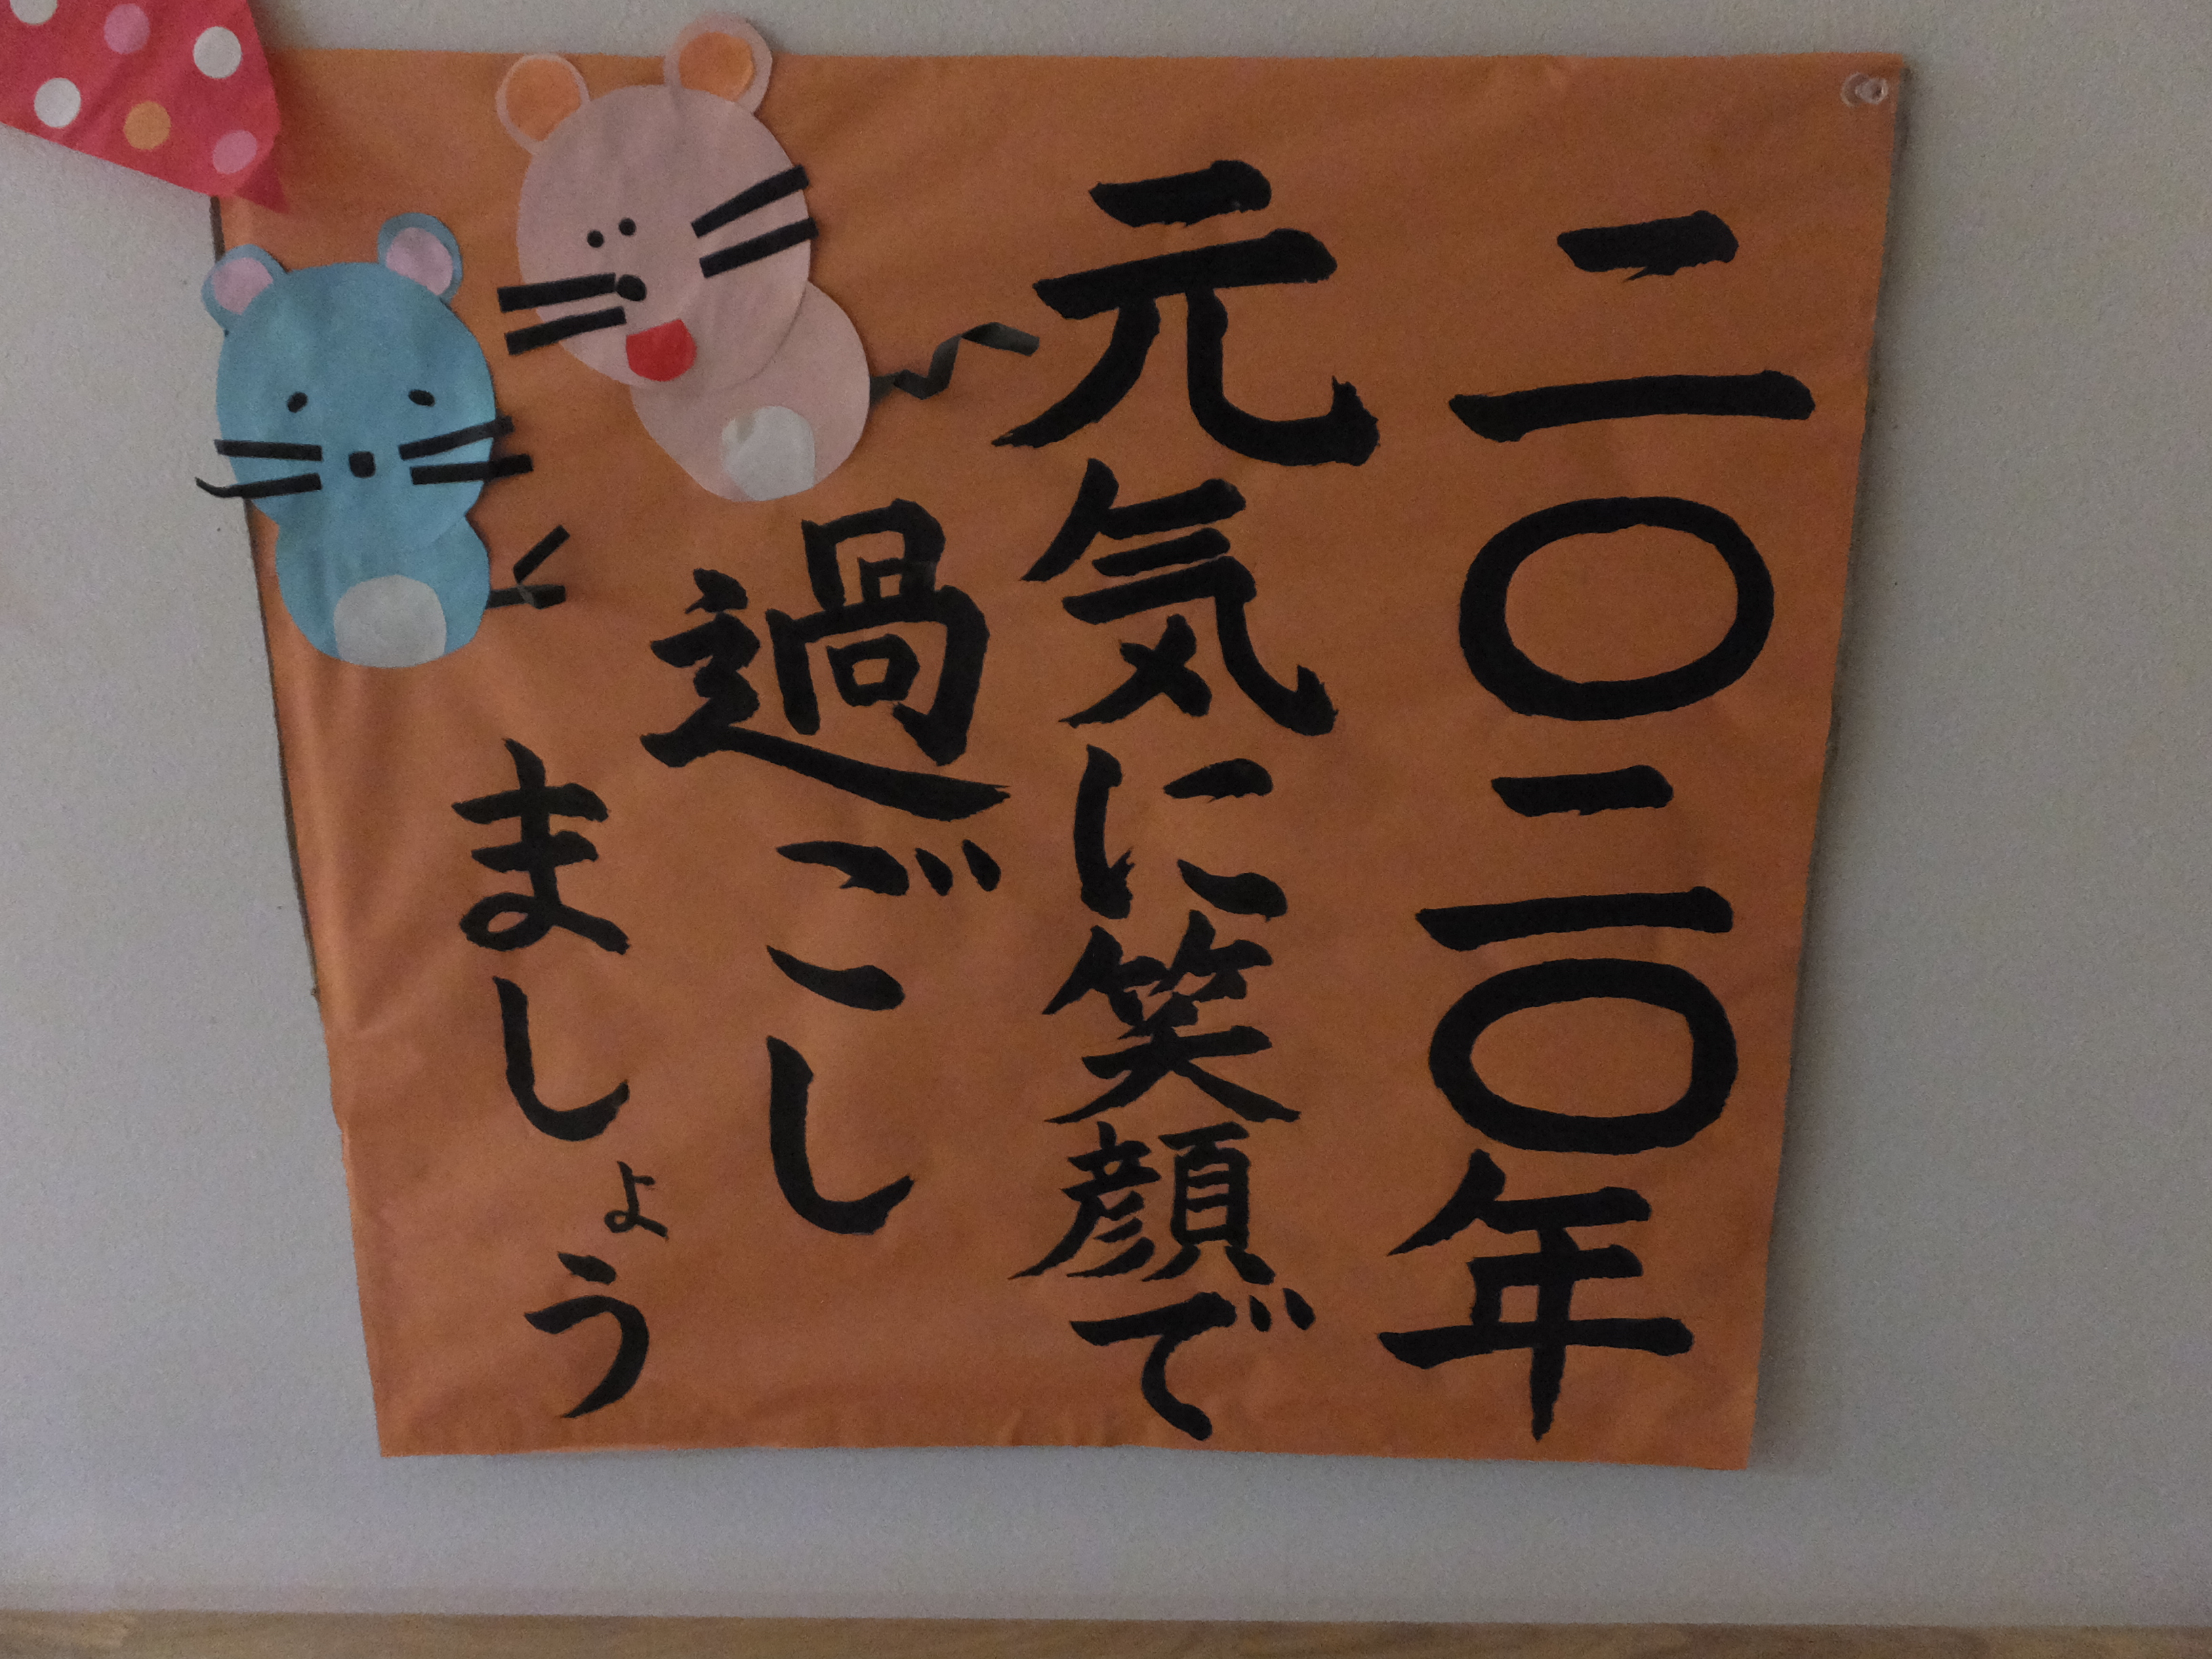 二〇二〇年
元気に笑顔で
過ごし
ましょう